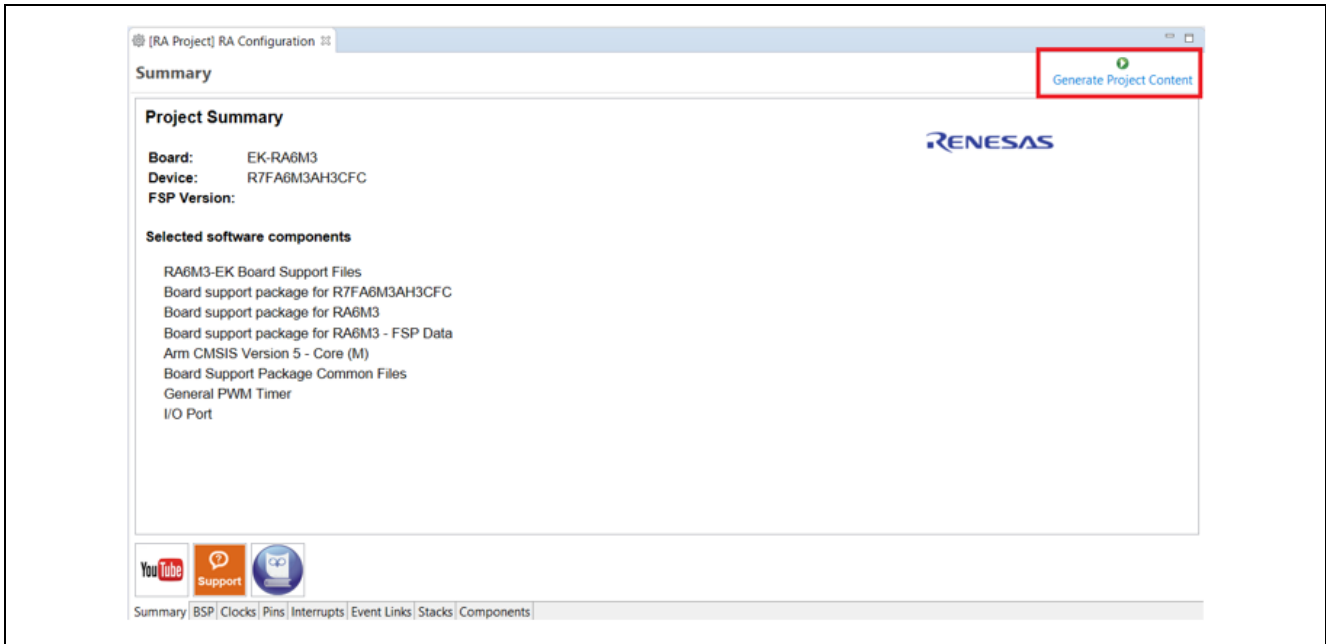 [RA Project] RA Configuration
Summary
Generate Project Content
Project Summary
RENESAS
Board: EK-RA6M3
Device: R7FA6M3AH3CFC
FSP Version:
Selected software components
RA6M3-EK Board Support Files
Board support package for R7FA6M3AH3CFC
Board support package for RA6M3
Board support package for RA6M3 - FSP Data
Arm CMSIS Version 5 - Core (M)
Board Support Package Common Files
General PWM Timer
I/O Port
YouTube
Support
Summary BSP Clocks Pins Interrupts Event Links Stacks Components